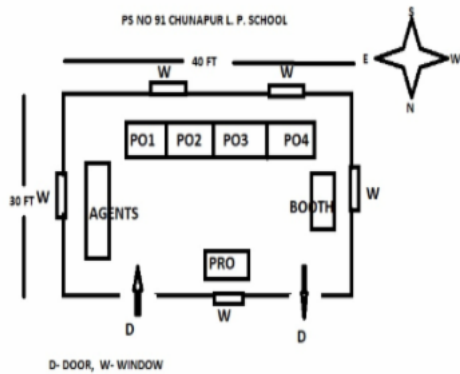 PS NO 91 CHUNAPUR L. P. SCHOOL
S
E
W
N
40 FT
W
W
PO1 PO2 PO3 PO4
30 FT
W
AGENTS
BOOTH
W
PRO
W
D
D
D- DOOR, W- WINDOW